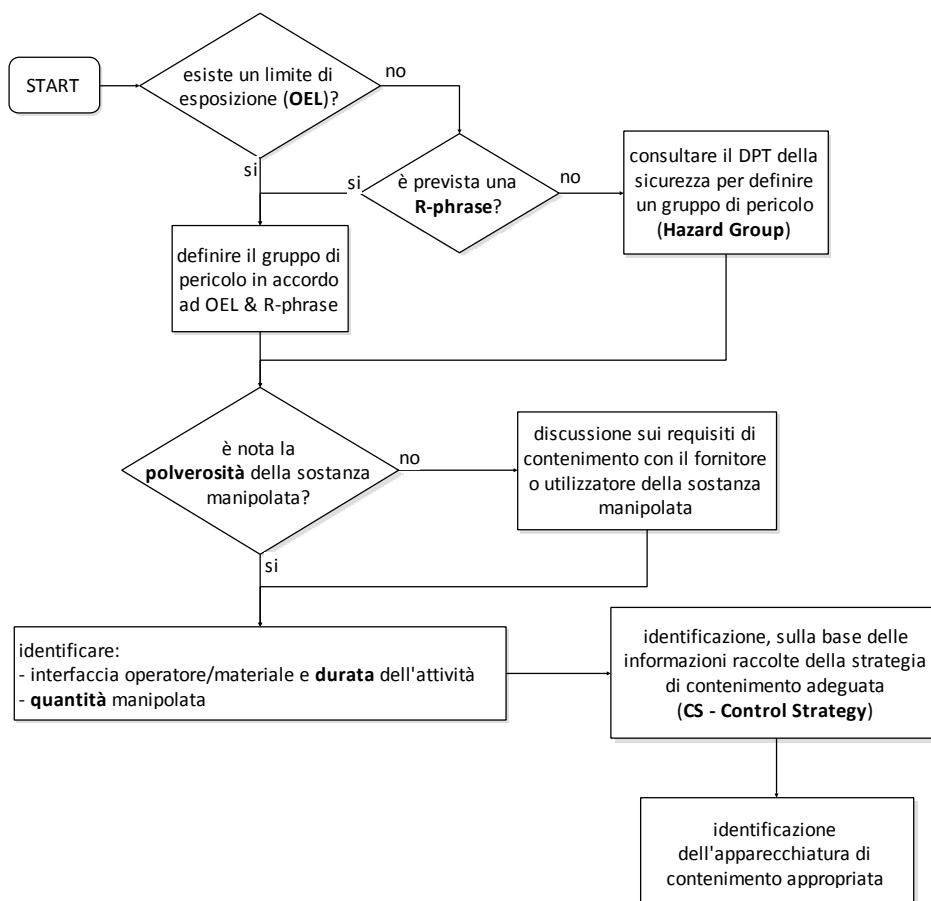 START
esiste un limite di
esposizione (OEL)?
no
si
è prevista una
R-phrase?
si
no
consultare il DPT della
sicurezza per definire
un gruppo di pericolo
(Hazard Group)
definire il gruppo di
pericolo in accordo
ad OEL & R-phrase
è nota la
polverosità della sostanza
manipolata?
no
si
discussione sui requisiti di
contenimento con il fornitore
o utilizzatore della sostanza
manipolata
identificare:
- interfaccia operatore/materiale e durata dell'attività
- quantità manipolata
identificazione, sulla base delle
informazioni raccolte della strategia
di contenimento adeguata
(CS - Control Strategy)
identificazione
dell'apparecchiatura di
contenimento appropriata